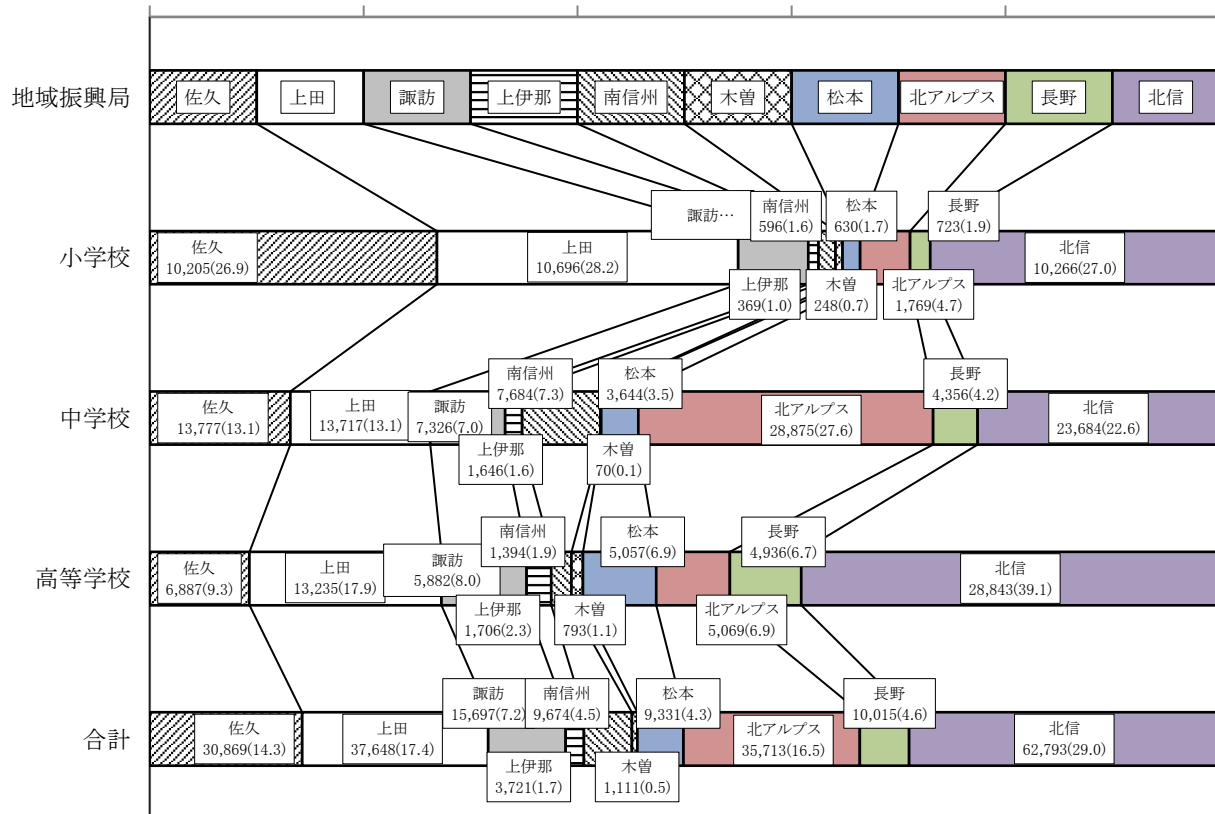 地域振興局
佐久
上田
諏訪
上伊那
南信州
木曽
松本
北アルプス
長野
北信
小学校
佐久
10,205(26.9)
上田
10,696(28.2)
諏訪…
上伊那
369(1.0)
南信州
596(1.6)
木曽
248(0.7)
松本
630(1.7)
北アルプス
1,769(4.7)
長野
723(1.9)
北信
10,266(27.0)
中学校
佐久
13,777(13.1)
上田
13,717(13.1)
諏訪
7,326(7.0)
上伊那
1,646(1.6)
南信州
7,684(7.3)
木曽
70(0.1)
松本
3,644(3.5)
北アルプス
28,875(27.6)
長野
4,356(4.2)
北信
23,684(22.6)
高等学校
佐久
6,887(9.3)
上田
13,235(17.9)
諏訪
5,882(8.0)
上伊那
1,706(2.3)
南信州
1,394(1.9)
木曽
793(1.1)
松本
5,057(6.9)
北アルプス
5,069(6.9)
長野
4,936(6.7)
北信
28,843(39.1)
合計
佐久
30,869(14.3)
上田
37,648(17.4)
諏訪
15,697(7.2)
上伊那
3,721(1.7)
南信州
9,674(4.5)
木曽
1,111(0.5)
松本
9,331(4.3)
北アルプス
35,713(16.5)
長野
10,015(4.6)
北信
62,793(29.0)